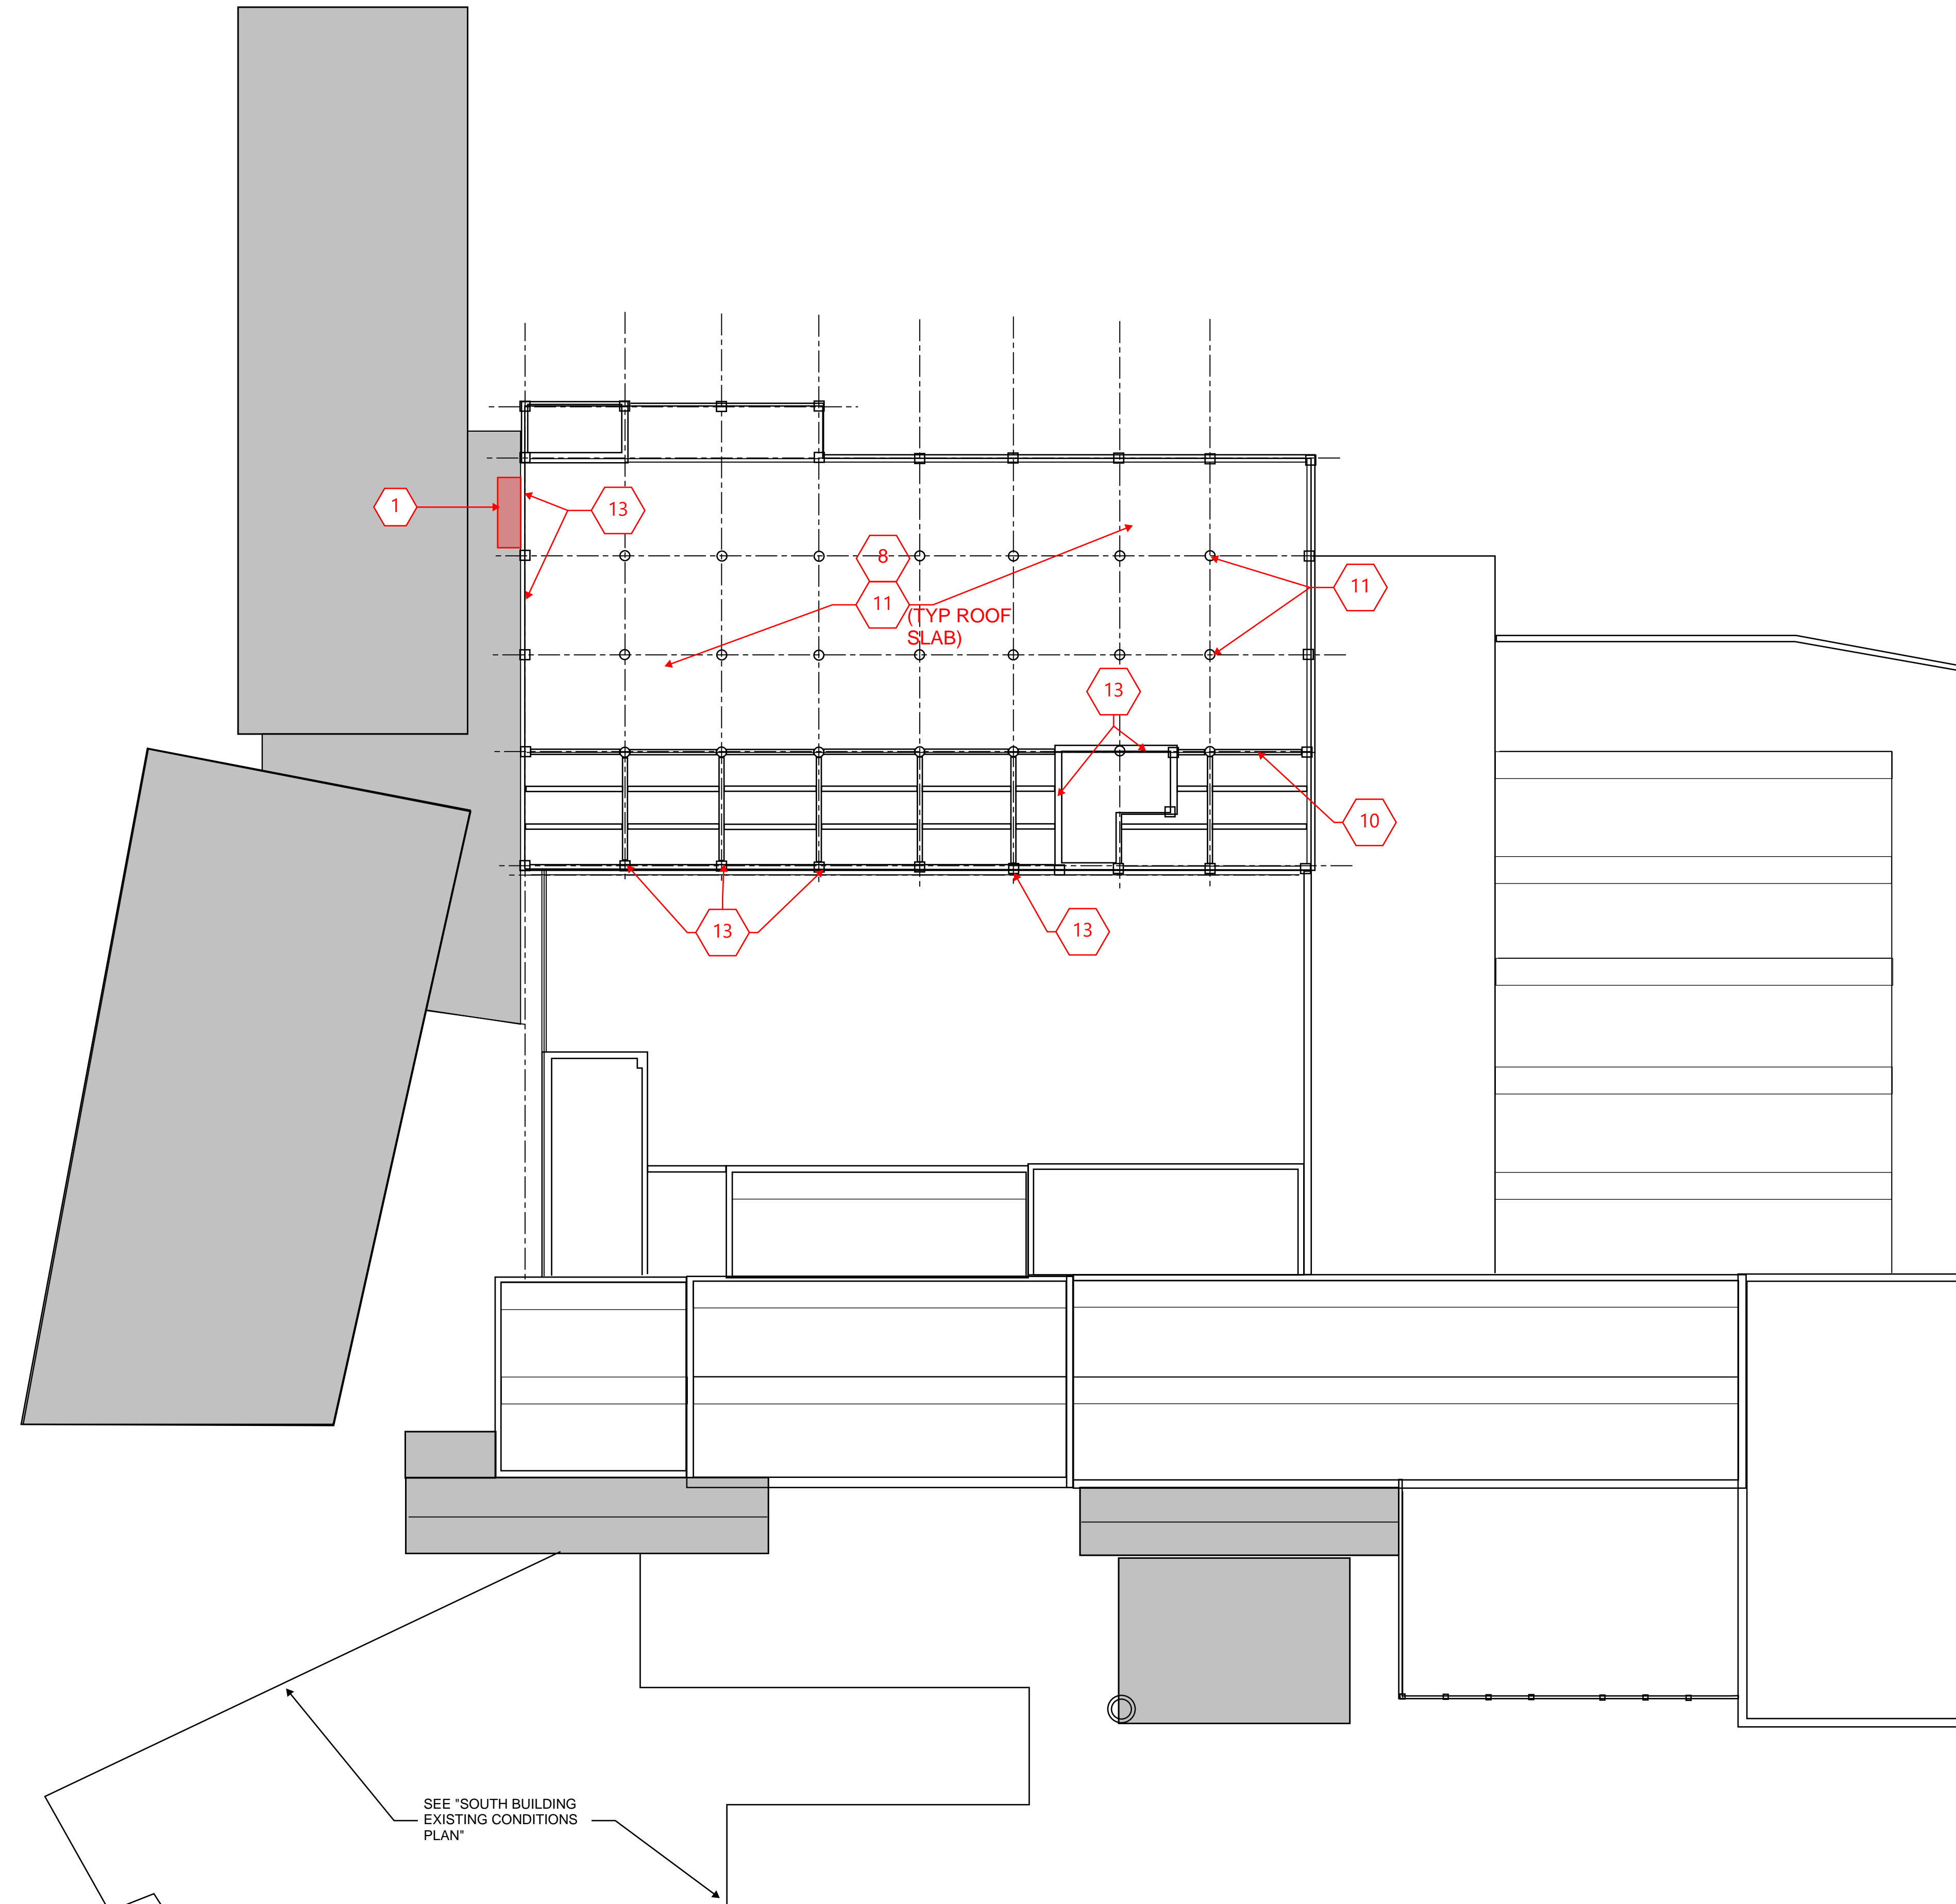 1
13
8
11
(TYP ROOF
SLAB)
11
13
10
13
13
SEE "SOUTH BUILDING
EXISTING CONDITIONS
PLAN"